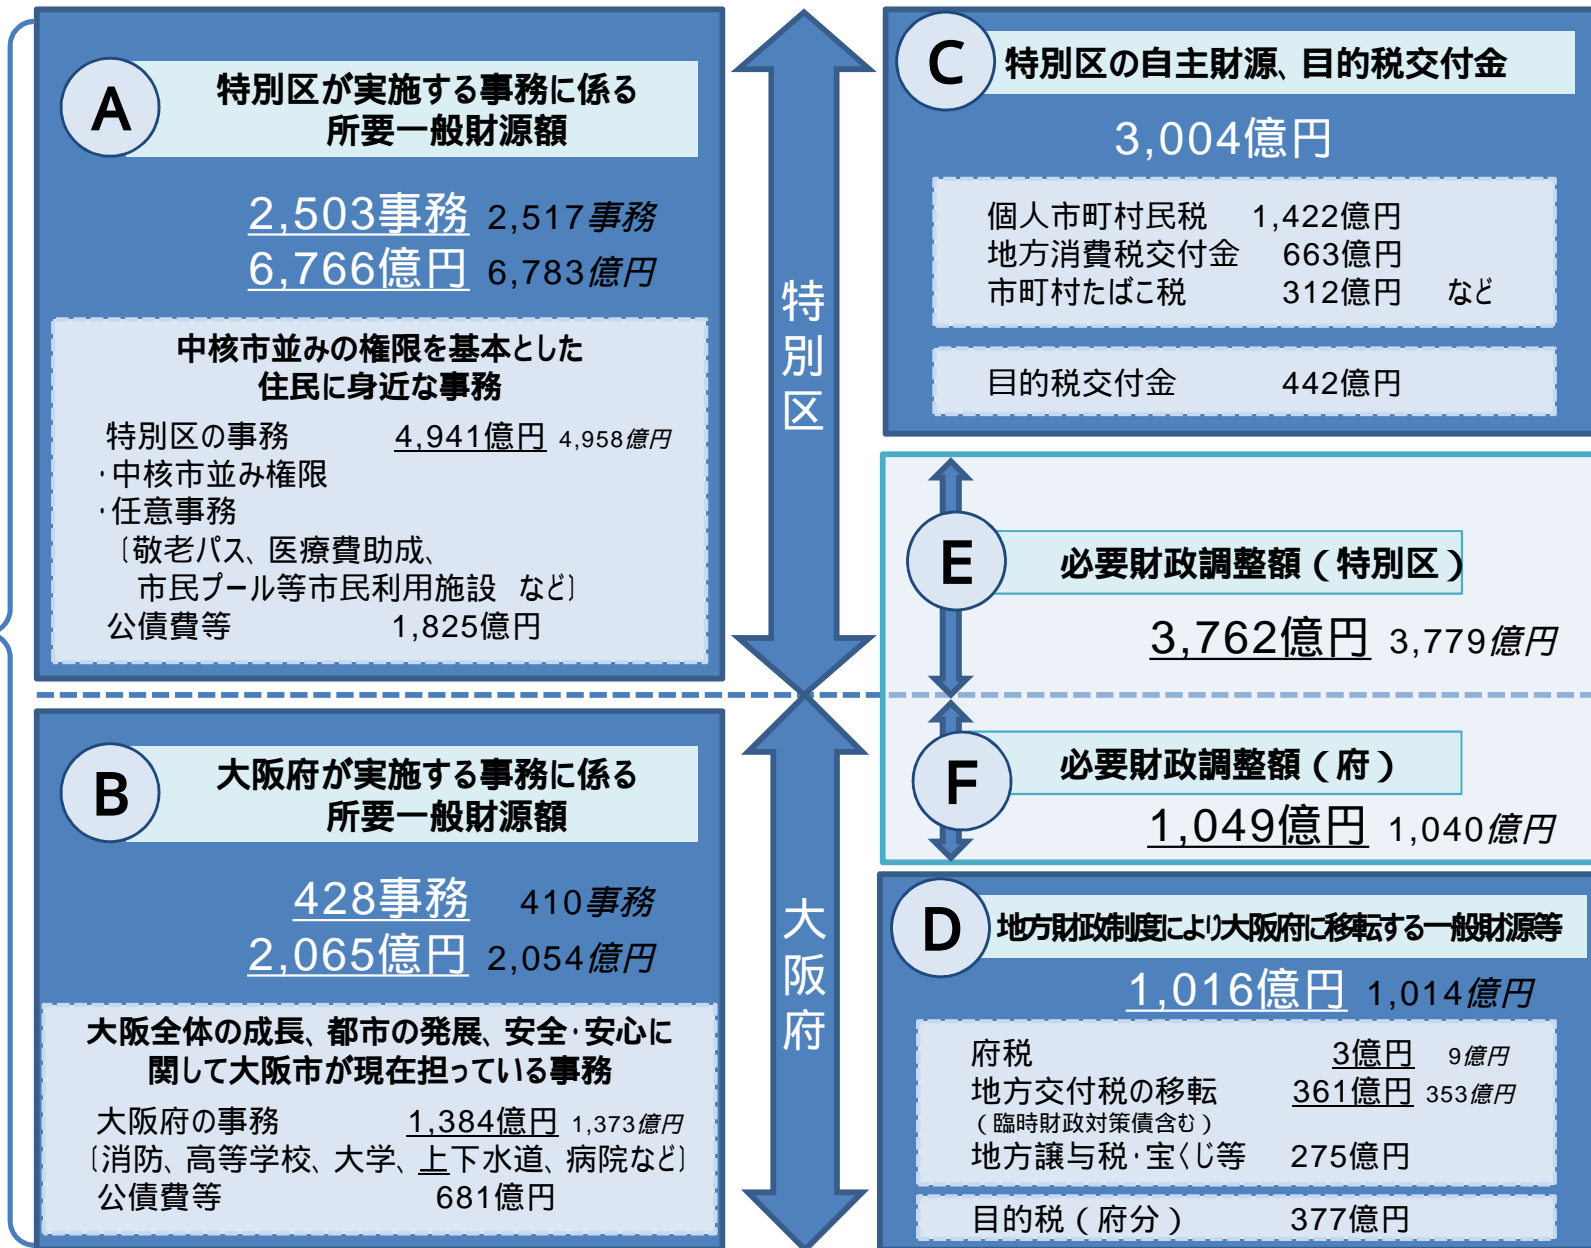 A
特別区が実施する事務に係る
所要一般財源額
2,503事務 2,517事務
6,766億円 6,783億円
中核市並みの権限を基本とした
住民に身近な事務
特別区の事務 4,941億円 4,958億円
・中核市並み権限
・任意事務
〔敬老パス、医療費助成、
市民プール等市民利用施設 など〕
公債費等 1,825億円
B
大阪府が実施する事務に係る
所要一般財源額
428事務 410事務
2,065億円 2,054億円
大阪全体の成長、都市の発展、安全・安心に
関して大阪市が現在担っている事務
大阪府の事務 1,384億円 1,373億円
〔消防、高等学校、大学、上下水道、病院など〕
公債費等 681億円
特別区
大阪府
C
特別区の自主財源、目的税交付金
3,004億円
個人市町村民税 1,422億円
地方消費税交付金 663億円
市町村たばこ税 312億円 など
目的税交付金 442億円
E
必要財政調整額（特別区）
3,762億円 3,779億円
F
必要財政調整額（府）
1,049億円 1,040億円
D
地方財政制度により大阪府に移転する一般財源等
1,016億円 1,014億円
府税 3億円 9億円
地方交付税の移転 361億円 353億円
（臨時財政対策債含む）
地方譲与税・宝くじ等 275億円
目的税（府分） 377億円